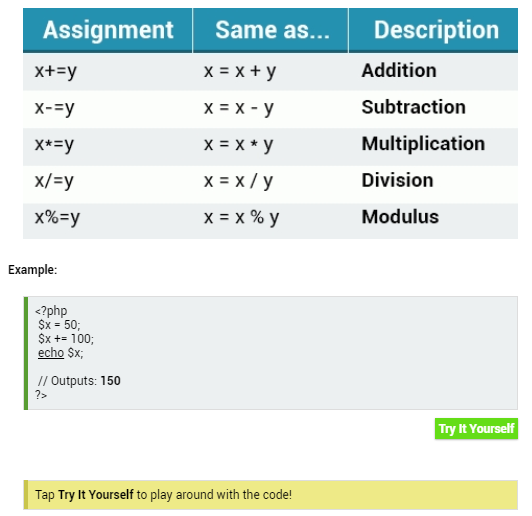 Assignment Same as... Description
x+=y x = x + y Addition
x-=y x = x - y Subtraction
x*=y x = x * y Multiplication
x/=y x = x / y Division
x%=y x = x % y Modulus
Example:
<?php
$x = 50;
$x += 100;
echo $x;
// Outputs: 150
?>
Try It Yourself
Tap Try It Yourself to play around with the code!